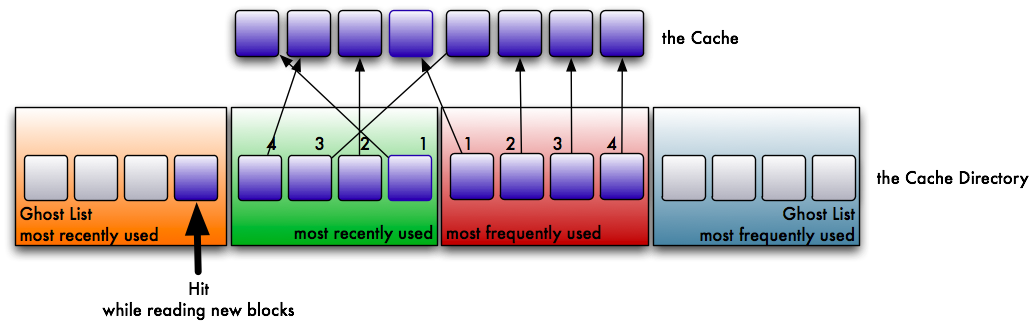 the Cache
4 3 2 1 1 2 3 4
the Cache Directory
Ghost List
most recently used
most recently used
most frequently used
Ghost List
most frequently used
Hit
while reading new blocks